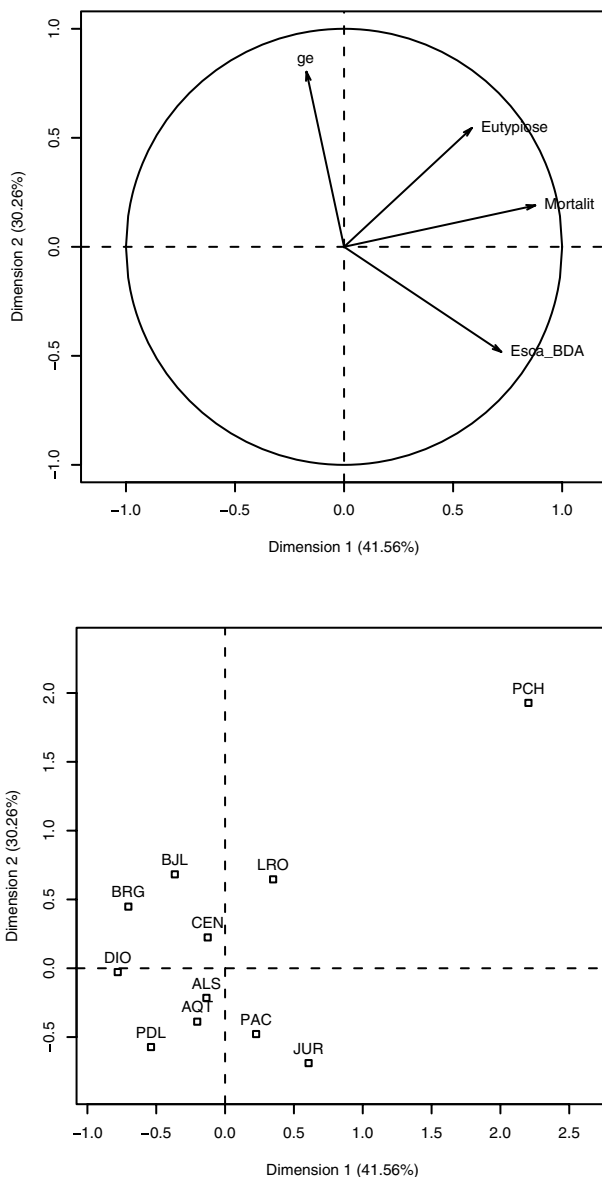 1.0
0.5
0.0
−0.5
−1.0
Dimension 2 (30.26%)
ge
Eutypiose
Mortalit
Esca_BDA
−1.0 −0.5 0.0 0.5 1.0
Dimension 1 (41.56%)
2.0
1.5
1.0
0.5
0.0
−0.5
Dimension 2 (30.26%)
PCH
BJL
LRO
BRG
CEN
DIO
ALS
AQT
PAC
PDL
JUR
−1.0 −0.5 0.0 0.5 1.0 1.5 2.0 2.5
Dimension 1 (41.56%)